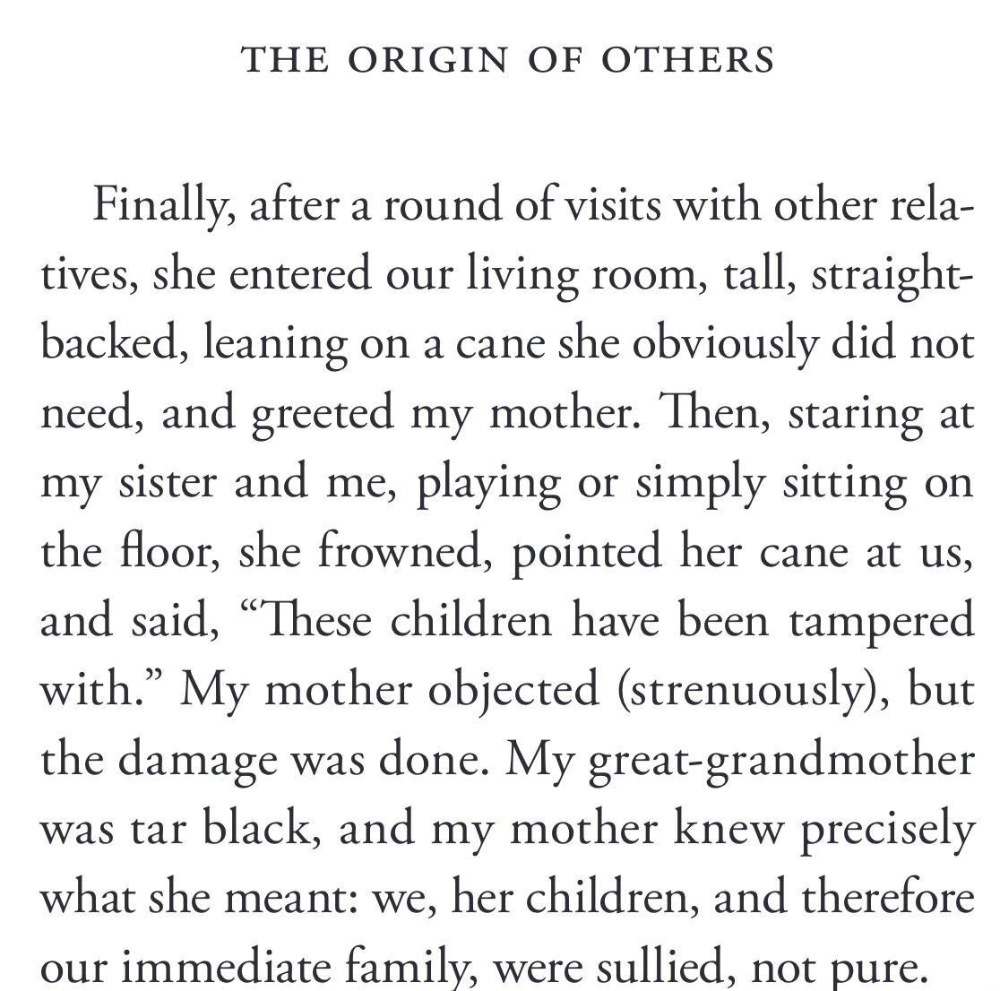 THE ORIGIN OF OTHERS
Finally, after a round of visits with other rela-
tives, she entered our living room, tall, straight-
backed, leaning on a cane she obviously did not
need, and greeted my mother. Then, staring at
my sister and me, playing or simply sitting on
the floor, she frowned, pointed her cane at us,
and said, “These children have been tampered
with.” My mother objected (strenuously), but
the damage was done. My great-grandmother
was tar black, and my mother knew precisely
what she meant: we, her children, and therefore
our immediate family, were sullied, not pure.